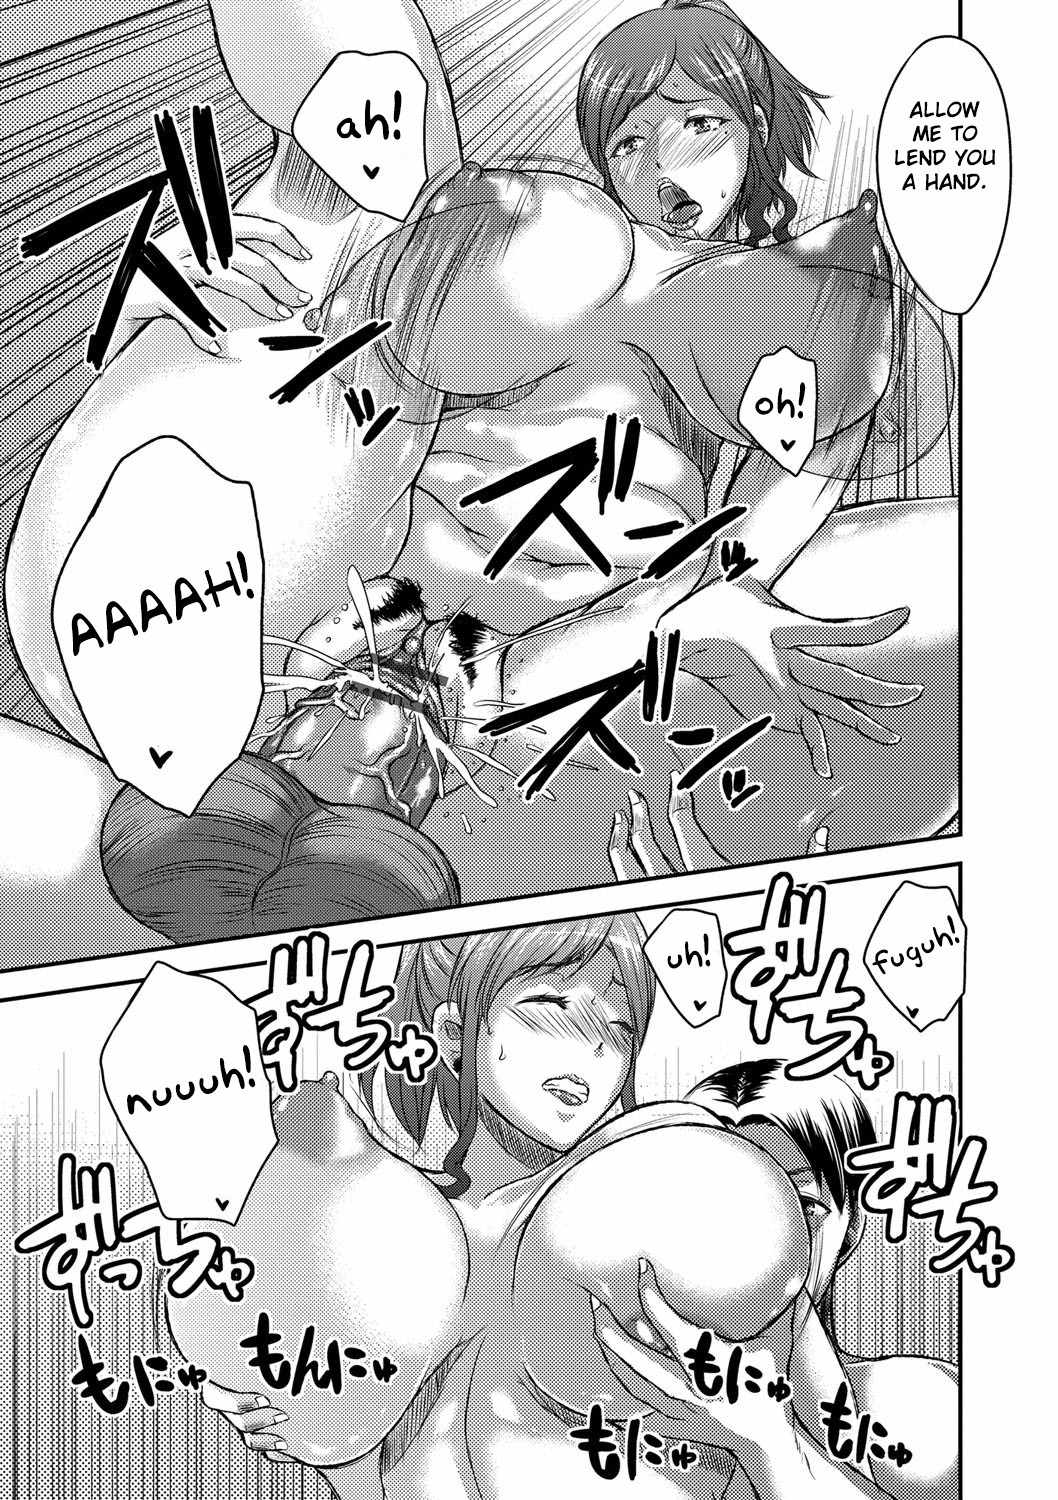 ALLOW
ME TO
LEND YOU
A HAND.
ah!
oh!
ズンッ
ズンッ
AAAAH!
ズンッ
fuguh!
uh!
ずちゅ
ずっちゅ
nuuuh!
ずちゅ
ずっちゅ
もにゅ
もんにゅ
もにゅ
もにゅ
もにゅ